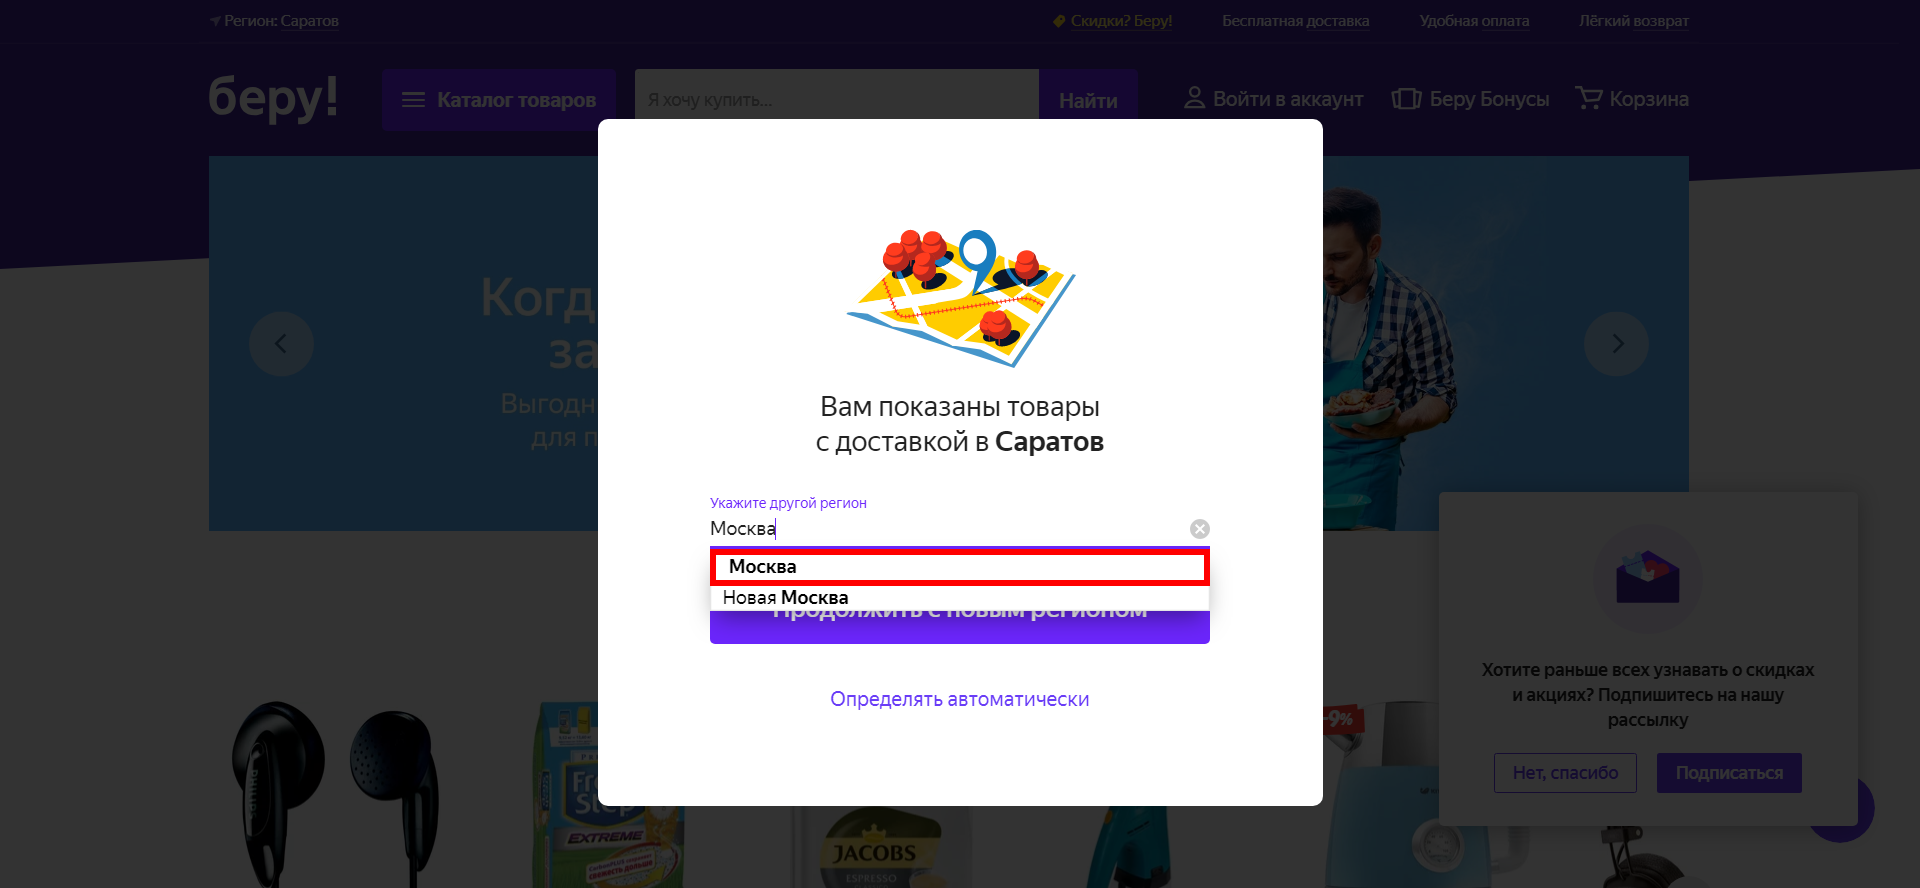 Регион: Саратов
Скидки? Беру!
Бесплатная доставка
Удобная оплата
Лёгкий возврат
беру!
Каталог товаров
Я хочу купить...
Найти
Войти в аккаунт
Беру Бонусы
Корзина
Когд
за
Выгодн
для п
Вам показаны товары
с доставкой в Саратов
Укажите другой регион
Москва
Москва
Новая Москва
Продолжить с новым регионом
Определять автоматически
Хотите раньше всех узнавать о скидках
и акциях? Подпишитесь на нашу
рассылку
Нет, спасибо
Подписаться
-9%
PHILIPS
Fre
Step
EXTREME
JACOBS
ESPRESSO